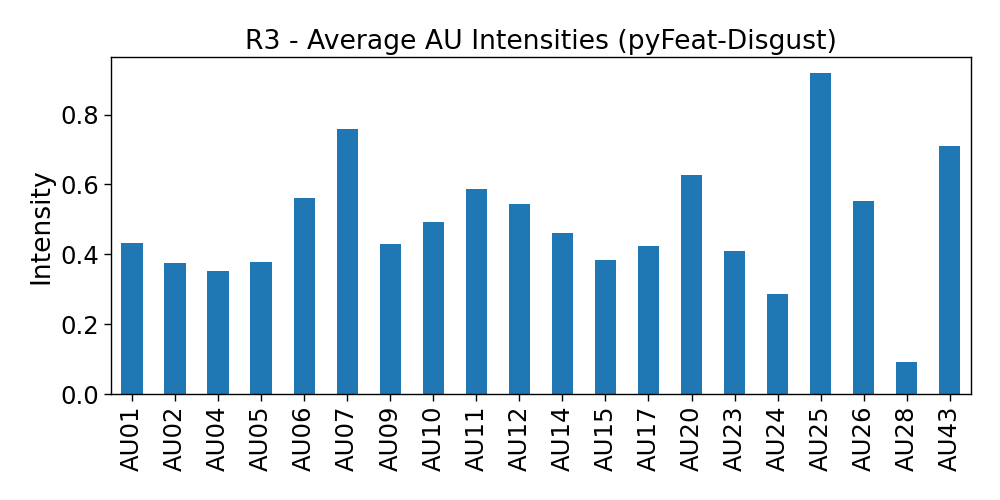 R3 - Average AU Intensities (pyFeat-Disgust)
Intensity
0.8
0.6
0.4
0.2
0.0
AU01
AU02
AU04
AU05
AU06
AU07
AU09
AU10
AU11
AU12
AU14
AU15
AU17
AU20
AU23
AU24
AU25
AU26
AU28
AU43